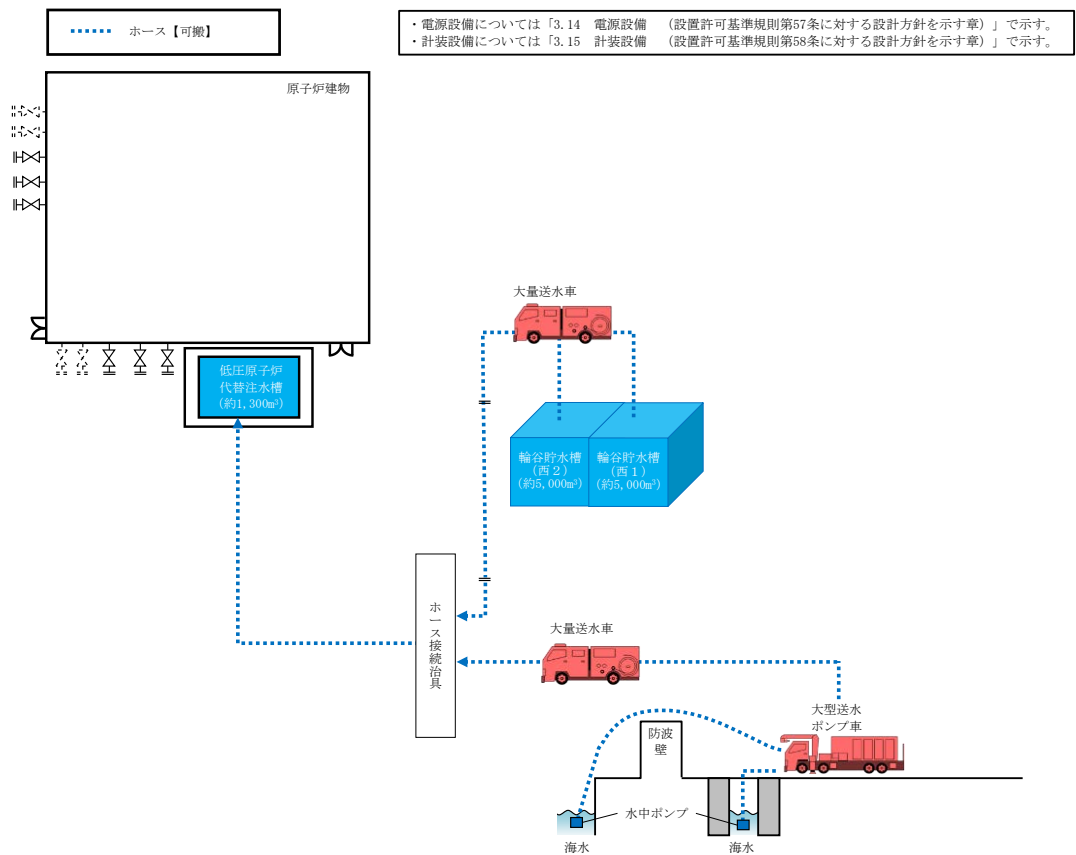 ホース【可搬】
・電源設備については「3.14　電源設備　（設置許可基準規則第57条に対する設計方針を示す章）」で示す。
・計装設備については「3.15　計装設備　（設置許可基準規則第58条に対する設計方針を示す章）」で示す。
原子炉建物
大量送水車
低圧原子炉
代替注水槽
(約1,300m³)
輪谷貯水槽
(西２)
(約5,000m³)
輪谷貯水槽
(西１)
(約5,000m³)
ホース接続治具
大量送水車
大型送水
ポンプ車
防波
壁
水中ポンプ
海水
海水